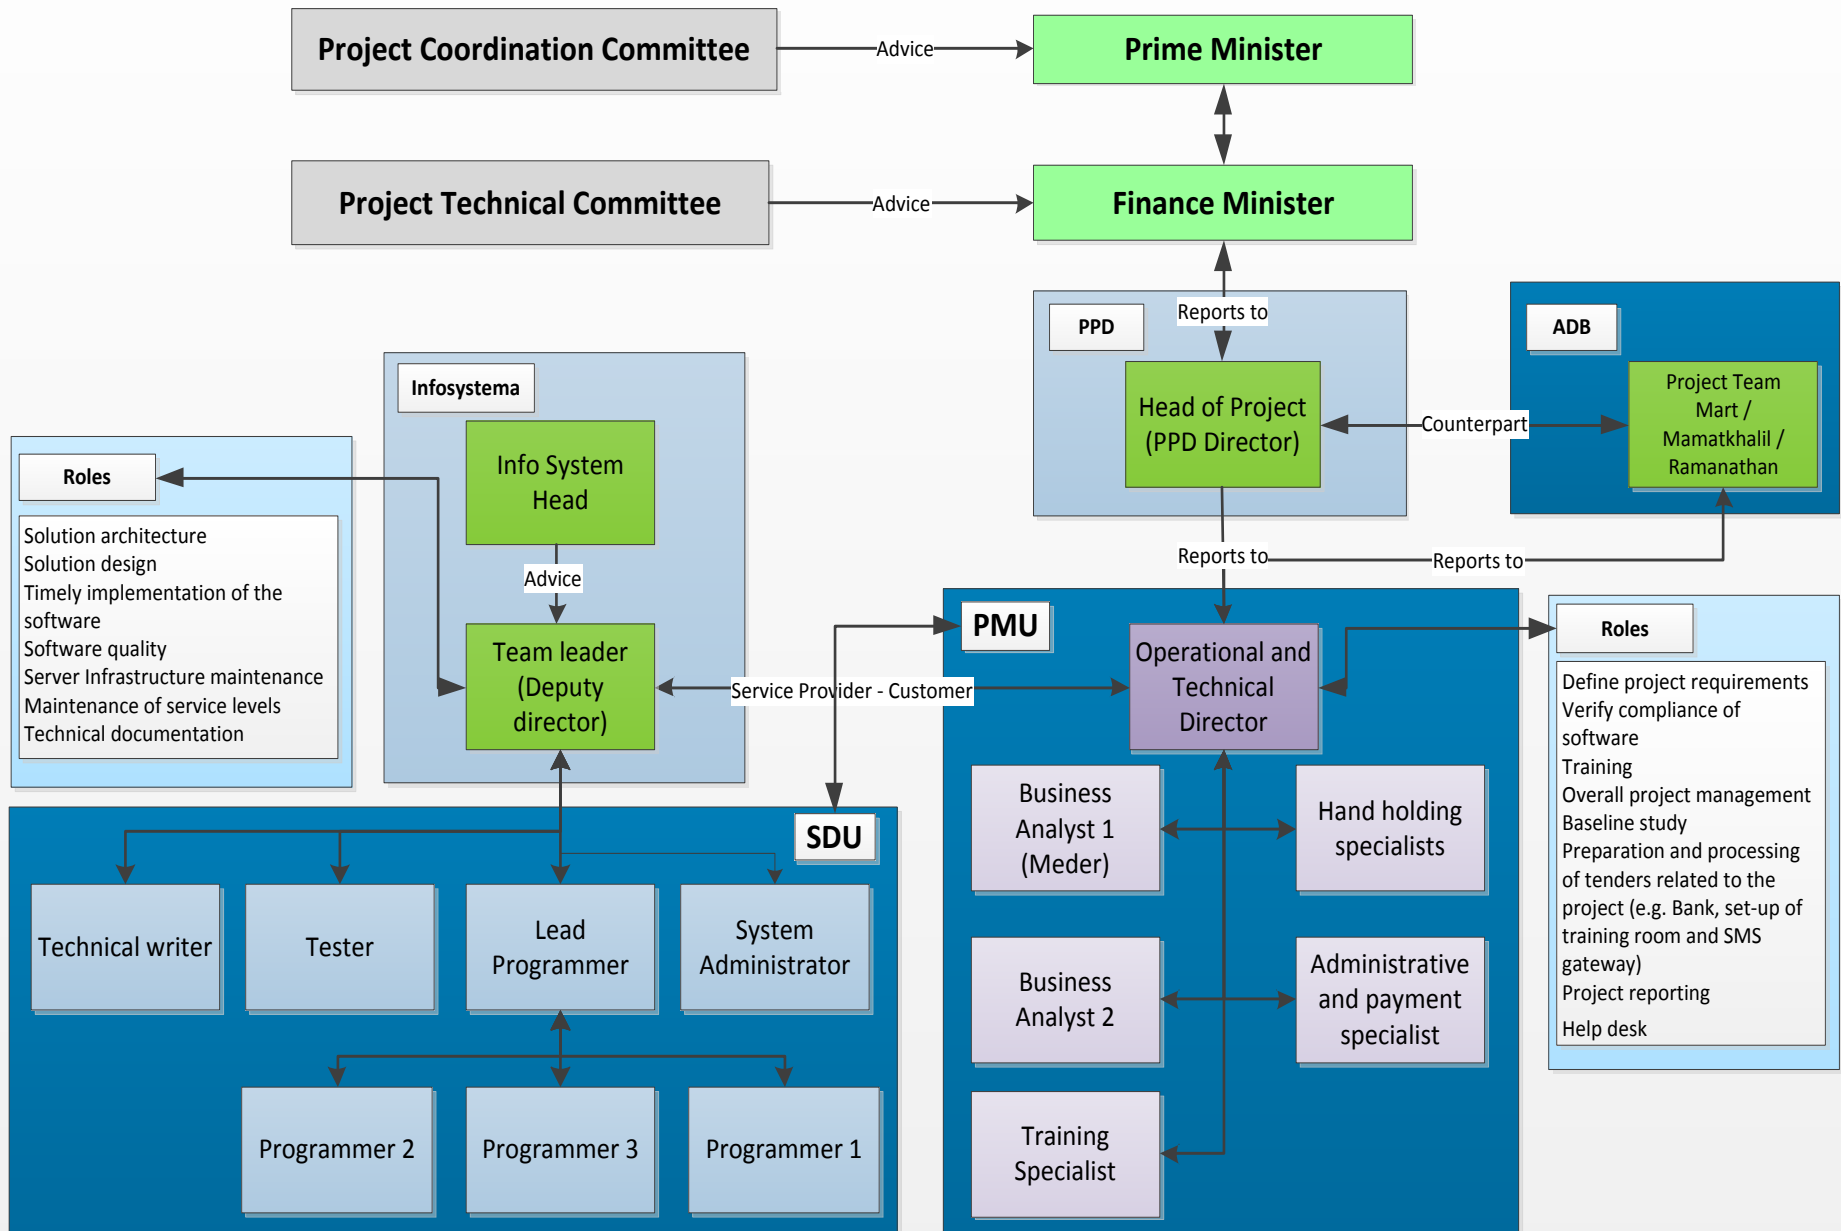 Project Coordination Committee
Advice
Prime Minister
Project Technical Committee
Advice
Finance Minister
Reports to
PPD
Head of Project
(PPD Director)
Counterpart
ADB
Project Team
Mart /
Mamatkhalil /
Ramanathan
Infosystema
Info System
Head
Advice
Team leader
(Deputy
director)
Roles
Solution architecture
Solution design
Timely implementation of the
software
Software quality
Server Infrastructure maintenance
Maintenance of service levels
Technical documentation
Reports to
Reports to
Service Provider - Customer
PMU
Operational and
Technical
Director
Business
Analyst 1
(Meder)
Hand holding
specialists
Business
Analyst 2
Administrative
and payment
specialist
Training
Specialist
Roles
Define project requirements
Verify compliance of
software
Training
Overall project management
Baseline study
Preparation and processing
of tenders related to the
project (e.g. Bank, set-up of
training room and SMS
gateway)
Project reporting
Help desk
SDU
Technical writer
Tester
Lead
Programmer
System
Administrator
Programmer 2
Programmer 3
Programmer 1